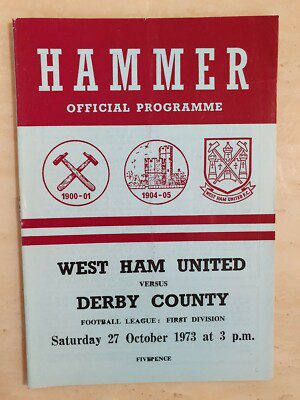 HAMMER
OFFICIAL PROGRAMME
1900-01
1904-05
WEST HAM UNITED F.C.
WEST HAM UNITED
VERSUS
DERBY COUNTY
FOOTBALL LEAGUE: FIRST DIVISION
Saturday 27 October 1973 at 3 p.m.
FIVEPENCE